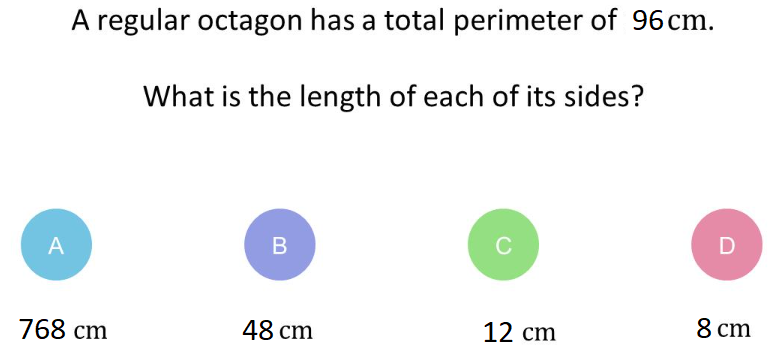 A regular octagon has a total perimeter of 96cm.
What is the length of each of its sides?
A B C D
768 cm 48 cm 12 cm 8 cm